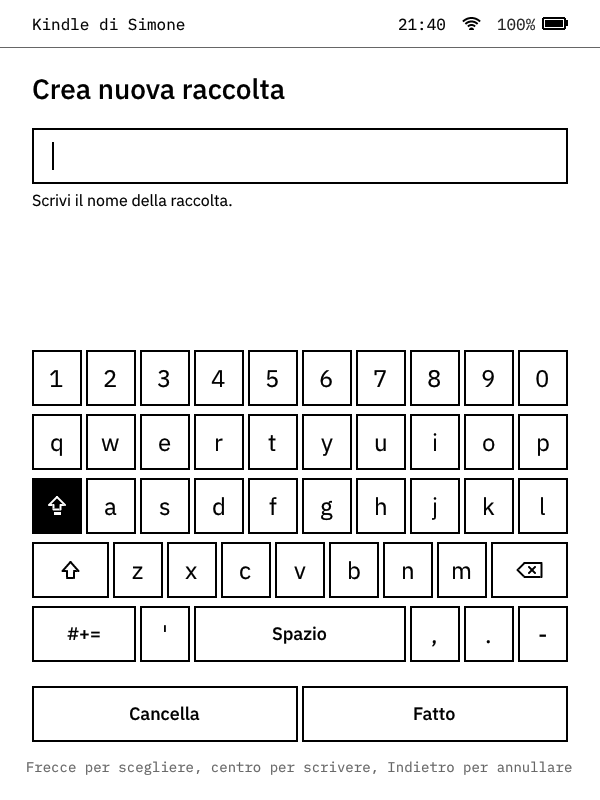 Kindle di Simone 21:40 100%
Crea nuova raccolta
Scrivi il nome della raccolta.
1 2 3 4 5 6 7 8 9 0
q w e r t y u i o p
a s d f g h j k l
z x c v b n m
#+= ' Spazio , . -
Cancella Fatto
Frecce per scegliere, centro per scrivere, Indietro per annullare